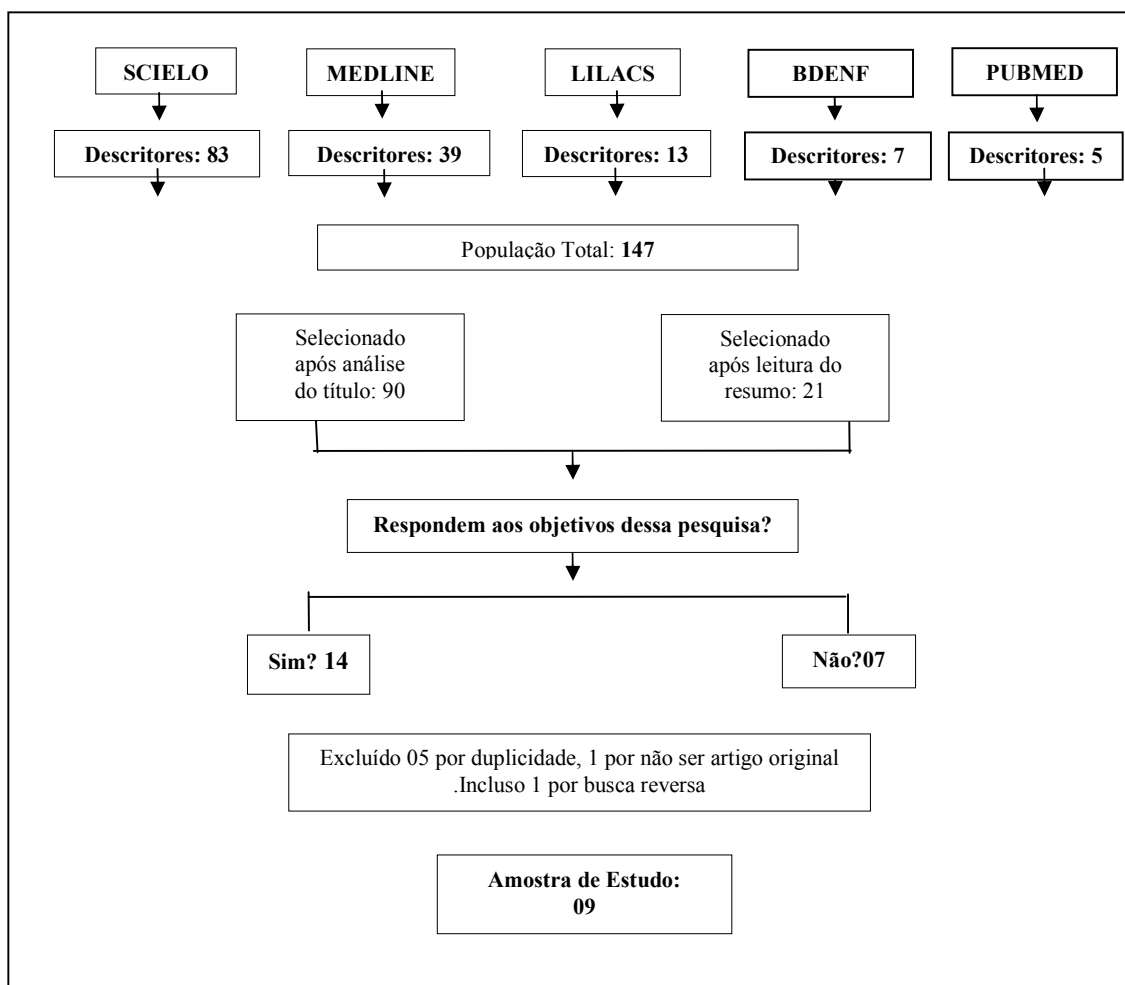 SCIELO MEDLINE LILACS BDENF PUBMED
Descritores: 83 Descritores: 39 Descritores: 13 Descritores: 7 Descritores: 5
População Total: 147
Selecionado
após análise
do título: 90
Selecionado
após leitura do
resumo: 21
Respondem aos objetivos dessa pesquisa?
Sim? 14 Não?07
Excluído 05 por duplicidade, 1 por não ser artigo original
.Incluso 1 por busca reversa
Amostra de Estudo:
09